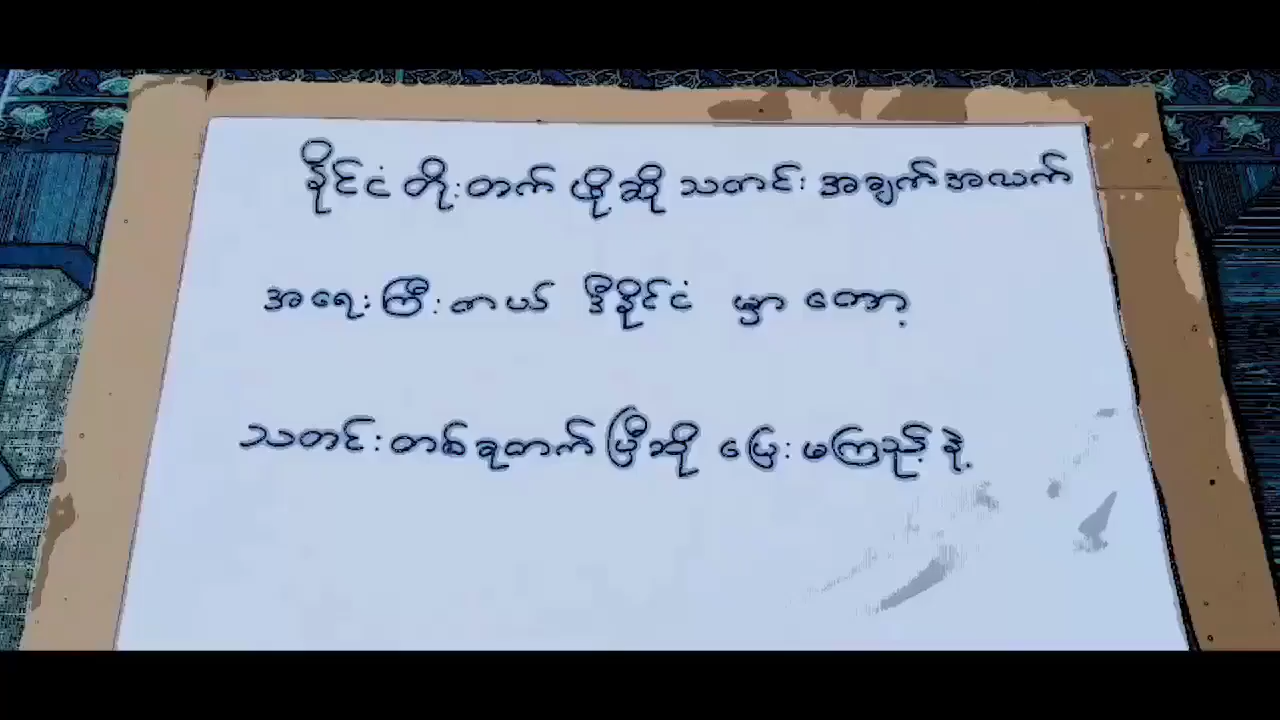 နိုင်ငံတိုးတက် ဖို့ဆို သတင်း အချက်အလက်
အရေးကြီးတယ် ဒီနိုင်ငံ မှာ တော့
သတင်းတစ်ခုတက်ပြီဆို ပြေးမကြည့်နဲ့